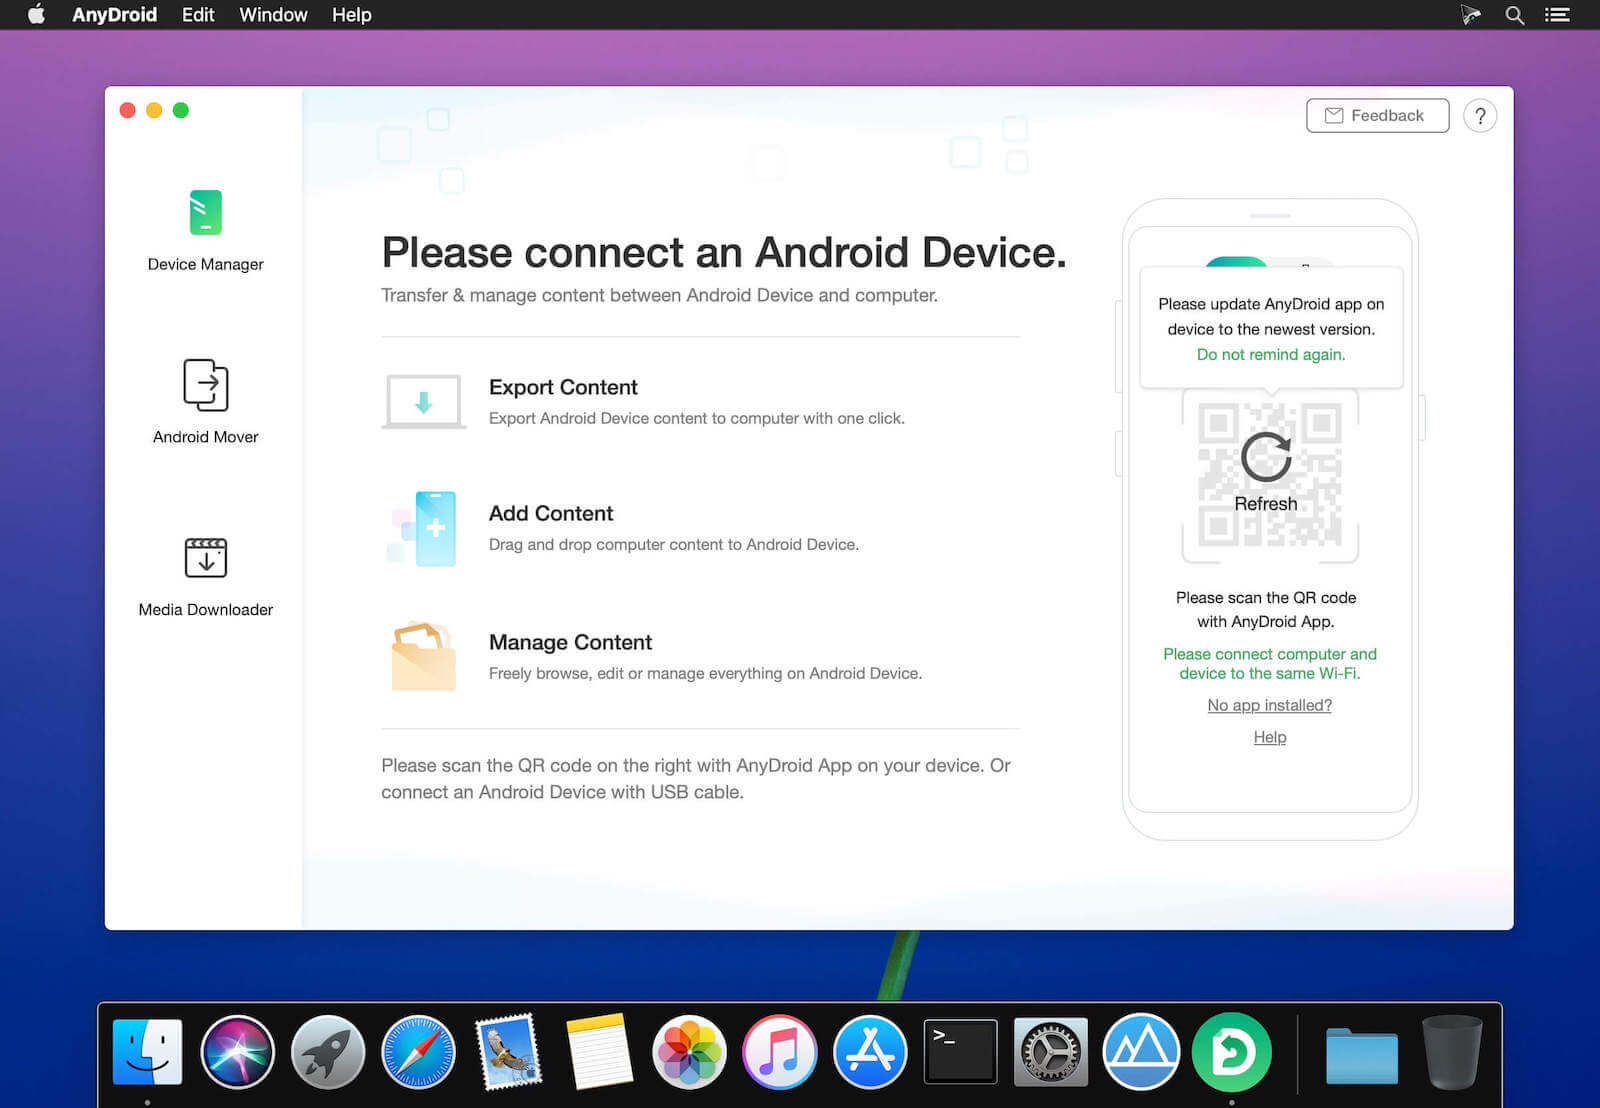 AnyDroid Edit Window Help
Feedback
?
Device Manager
Android Mover
Media Downloader
Please connect an Android Device.
Transfer & manage content between Android Device and computer.
Export Content
Export Android Device content to computer with one click.
Add Content
Drag and drop computer content to Android Device.
Manage Content
Freely browse, edit or manage everything on Android Device.
Please scan the QR code on the right with AnyDroid App on your device. Or
connect an Android Device with USB cable.
Please update AnyDroid app on
device to the newest version.
Do not remind again.
Refresh
Please scan the QR code
with AnyDroid App.
Please connect computer and
device to the same Wi-Fi.
No app installed?
Help
>_